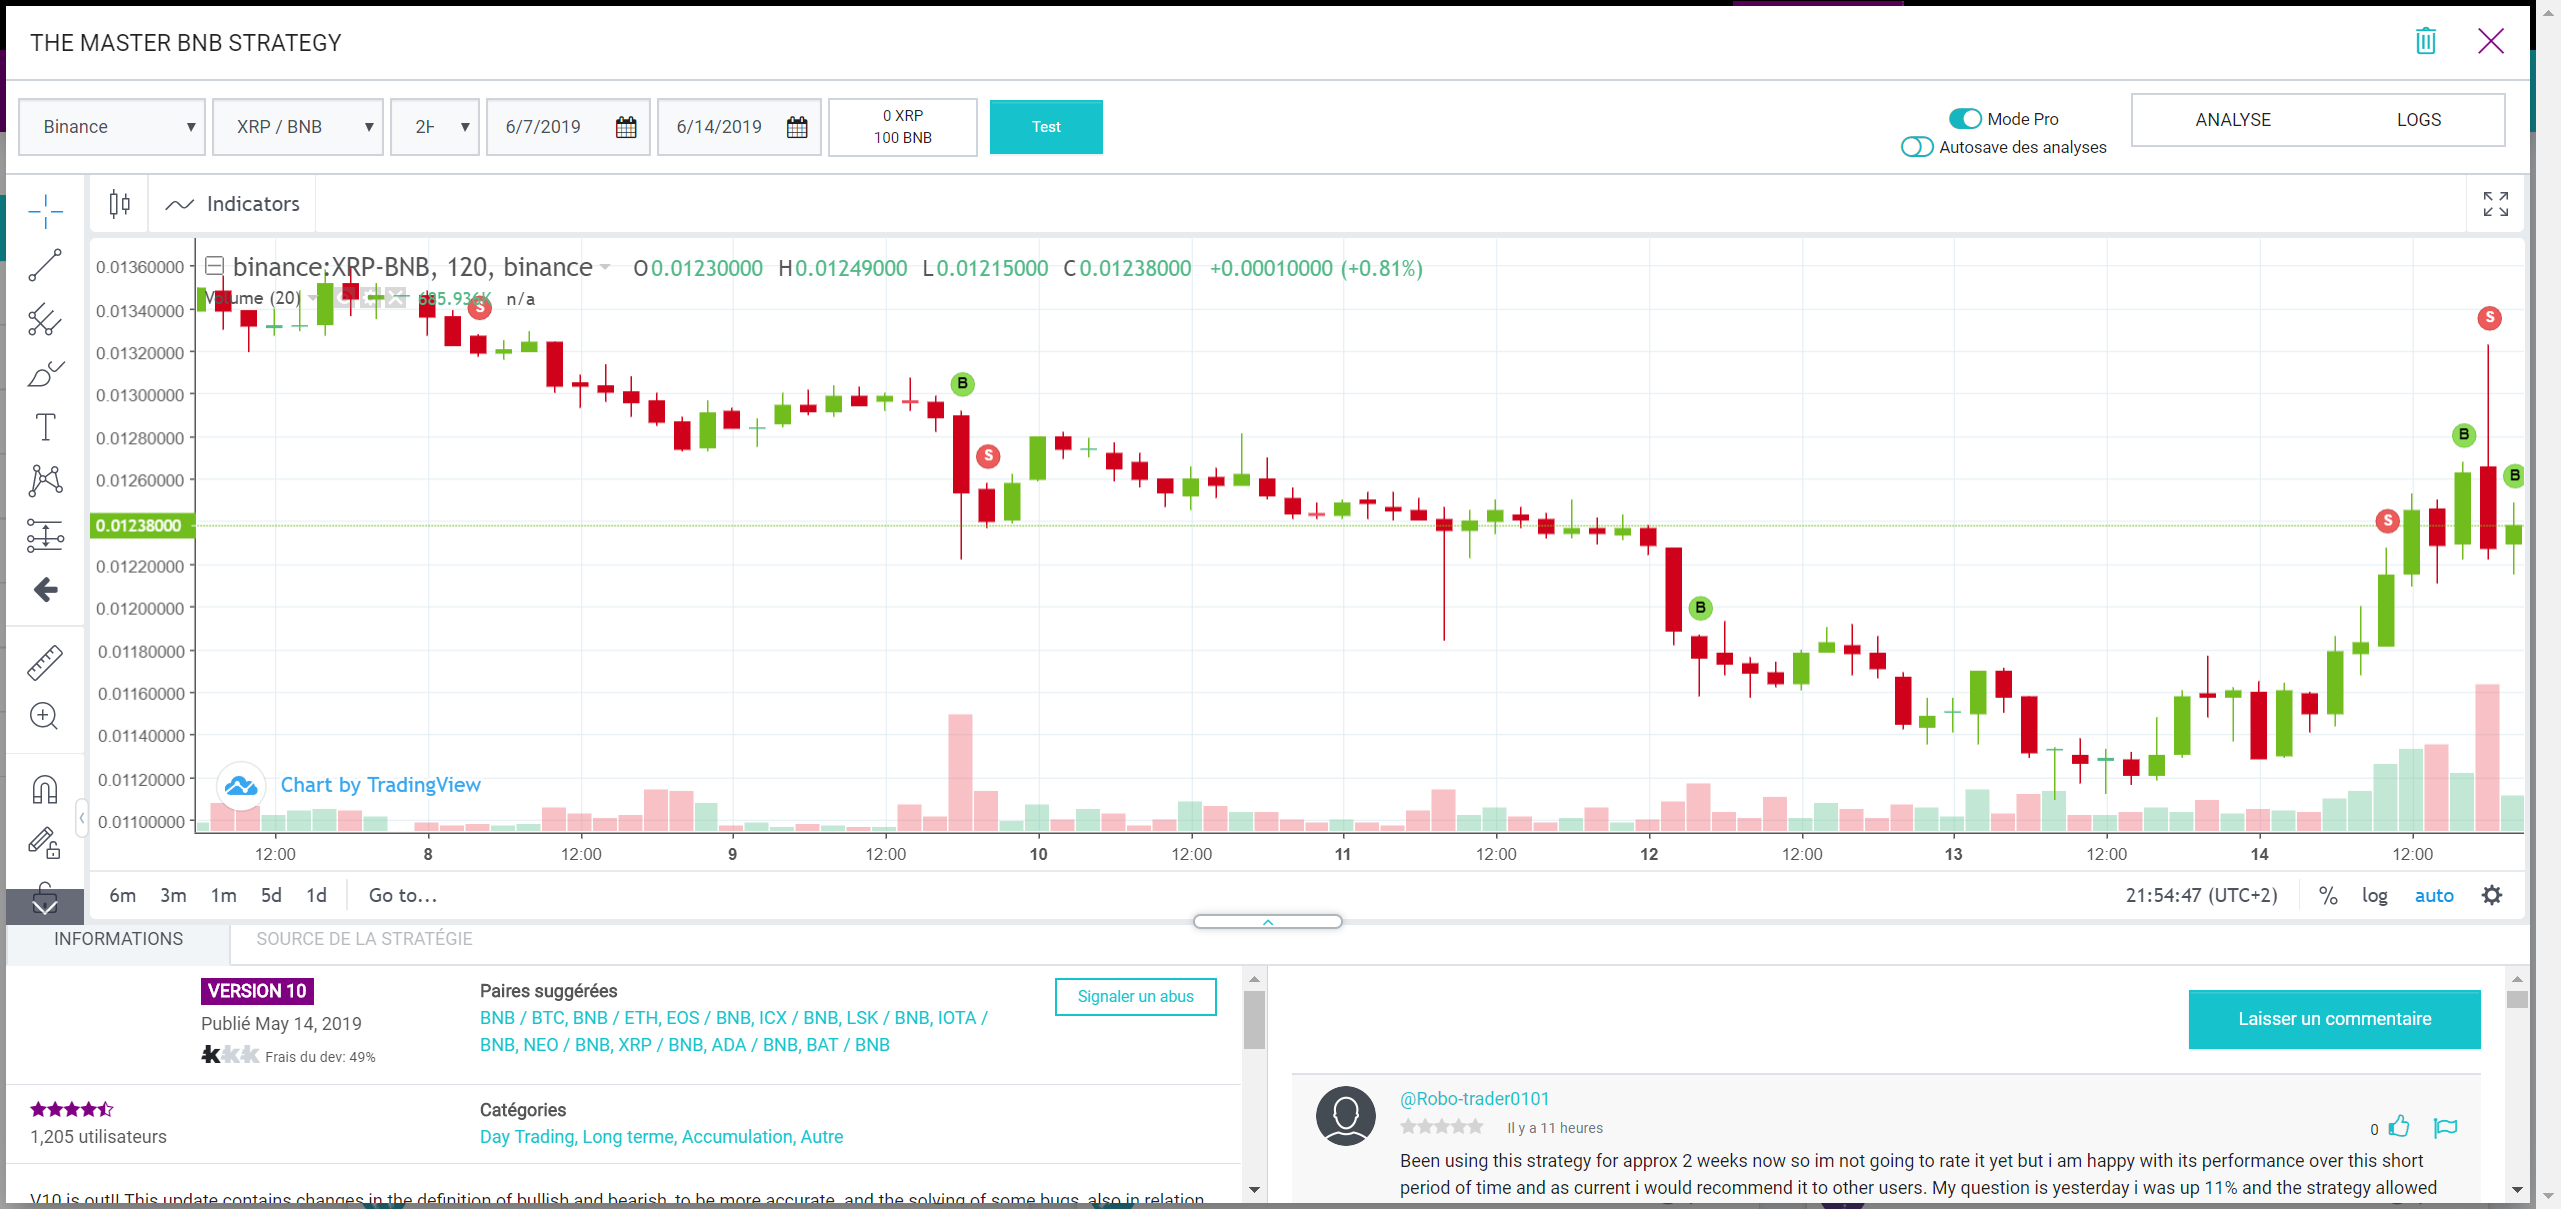 THE MASTER BNB STRATEGY
Binance
XRP / BNB
2H
6/7/2019
6/14/2019
0 XRP
100 BNB
Test
Mode Pro
Autosave des analyses
ANALYSE
LOGS
Indicators
binance:XRP-BNB, 120, binance O0.01230000 H0.01249000 L0.01215000 C0.01238000 +0.00010000 (+0.81%)
Volume (20) 685.936K n/a
0.01360000
0.01340000
0.01320000
0.01300000
0.01280000
0.01260000
0.01238000
0.01220000
0.01200000
0.01180000
0.01160000
0.01140000
0.01120000
0.01100000
S
B
S
B
S
B
S
B
Chart by TradingView
12:00 8 12:00 9 12:00 10 12:00 11 12:00 12 12:00 13 12:00 14 12:00
6m 3m 1m 5d 1d Go to...
21:54:47 (UTC+2) % log auto
INFORMATIONS
SOURCE DE LA STRATÉGIE
VERSION 10
Publié May 14, 2019
Frais du dev: 49%
Paires suggérées
BNB / BTC, BNB / ETH, EOS / BNB, ICX / BNB, LSK / BNB, IOTA /
BNB, NEO / BNB, XRP / BNB, ADA / BNB, BAT / BNB
Signaler un abus
1,205 utilisateurs
Catégories
Day Trading, Long terme, Accumulation, Autre
V10 is out!! This update contains changes in the definition of bullish and bearish, to be more accurate, and the solving of some bugs, also in relation
Laisser un commentaire
@Robo-trader0101
Il y a 11 heures
0
Been using this strategy for approx 2 weeks now so im not going to rate it yet but i am happy with its performance over this short
period of time and as current i would recommend it to other users. My question is yesterday i was up 11% and the strategy allowed